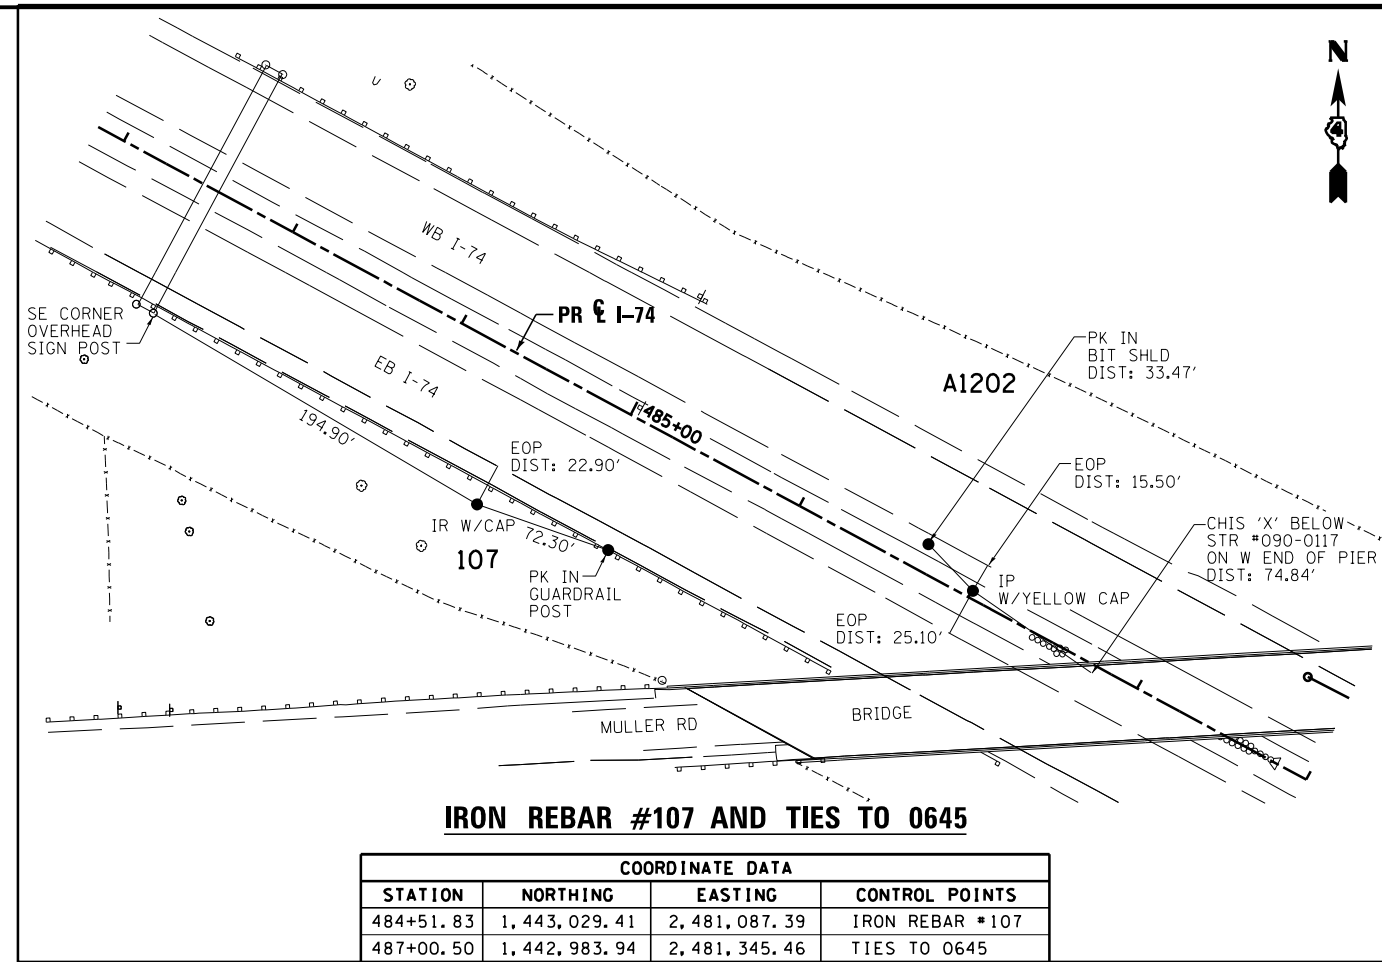 N
4
WB I-74
SE CORNER
OVERHEAD
SIGN POST
PR ℄ I-74
EB I-74
PK IN
BIT SHLD
DIST: 33.47'
A1202
194.90'
485+00
EOP
DIST: 22.90'
EOP
DIST: 15.50'
IR W/CAP
72.30'
107
CHIS 'X' BELOW
STR #090-0117
ON W END OF PIER
DIST: 74.84'
PK IN
GUARDRAIL
POST
IP
W/YELLOW CAP
EOP
DIST: 25.10'
MULLER RD
BRIDGE
IRON REBAR #107 AND TIES TO 0645
COORDINATE DATA
STATION NORTHING EASTING CONTROL POINTS
484+51.83 1,443,029.41 2,481,087.39 IRON REBAR #107
487+00.50 1,442,983.94 2,481,345.46 TIES TO 0645